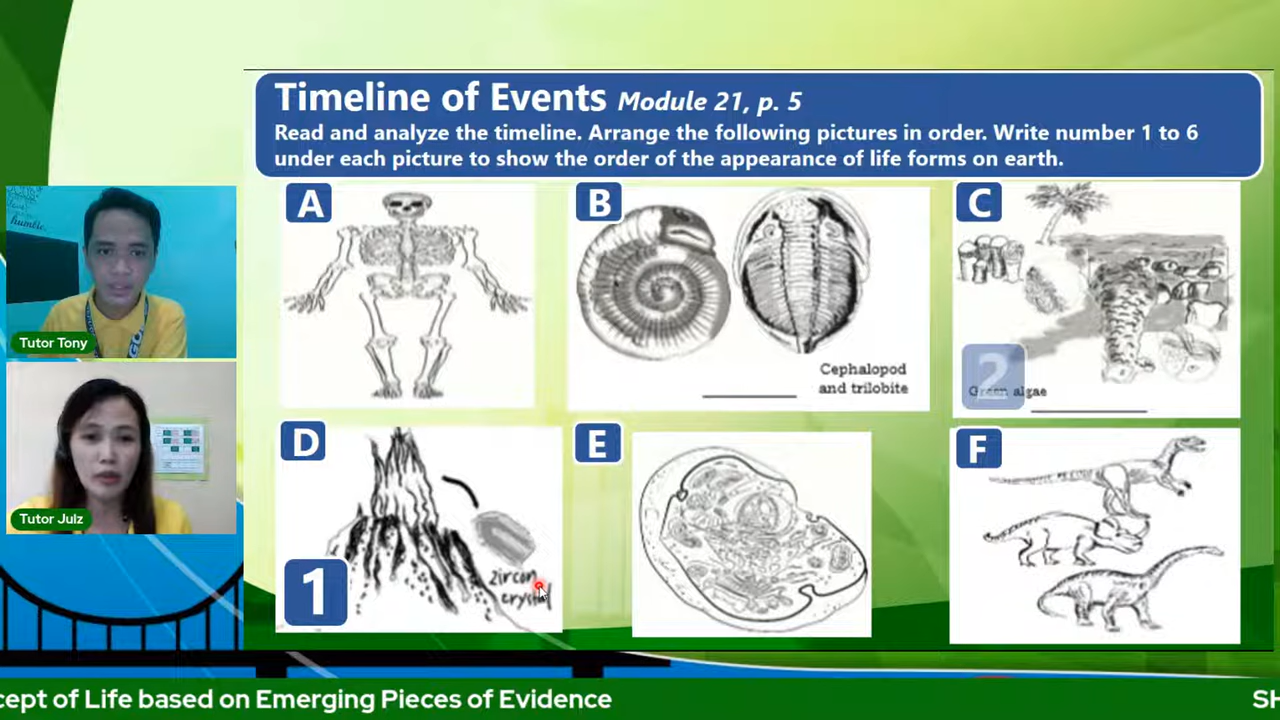 Timeline of Events Module 21, p. 5
Read and analyze the timeline. Arrange the following pictures in order. Write number 1 to 6
under each picture to show the order of the appearance of life forms on earth.
A
B
C
humble.
Tutor Tony
Cephalopod
and trilobite
2
Green algae
D
E
F
Tutor Julz
Zircon
crystal
1
cept of Life based on Emerging Pieces of Evidence
SH